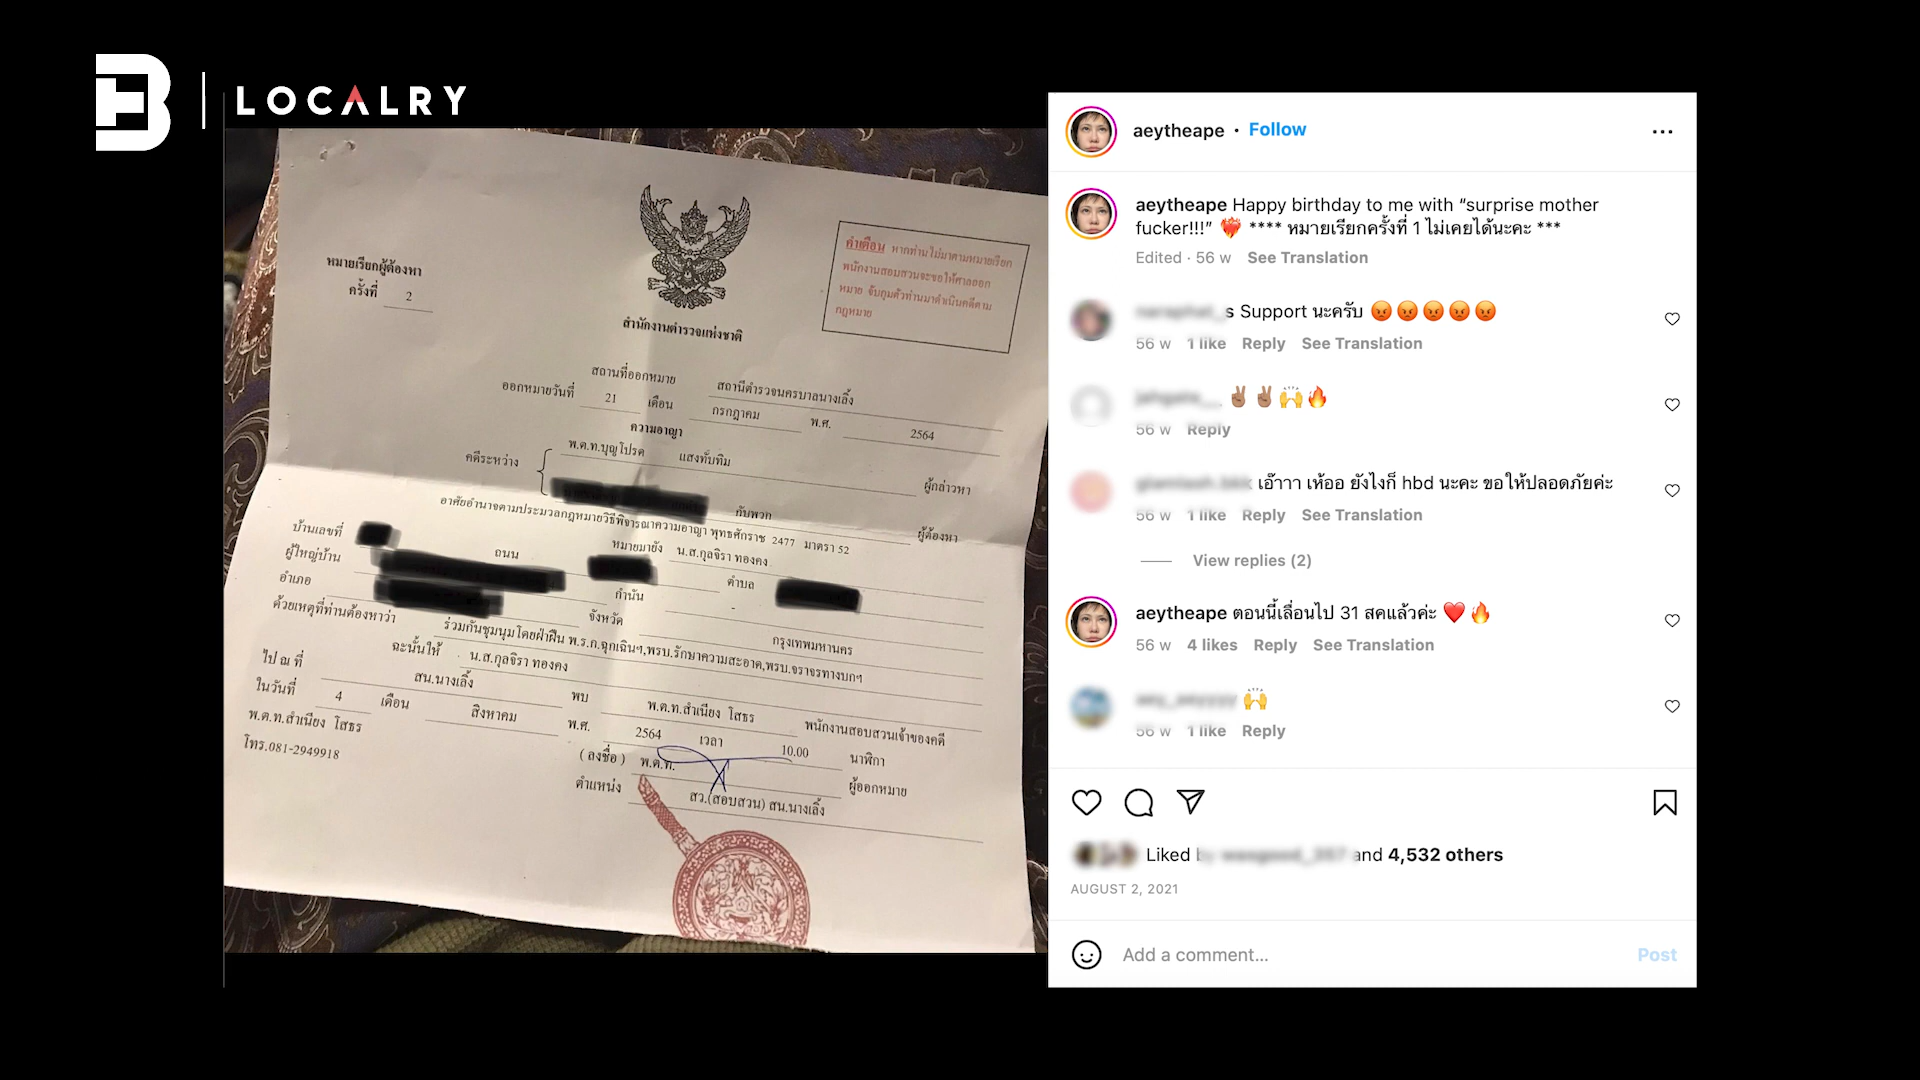 LOCALRY
หมายเรียกผู้ต้องหา
ครั้งที่ 2
สำนักงานตำรวจแห่งชาติ
คำเตือน หากท่านไม่มาตามหมายเรียก
พนักงานสอบสวนจะขอให้ศาลออก
หมาย จับกุมตัวท่านมาดำเนินคดีตาม
กฎหมาย
สถานที่ออกหมาย สถานีตำรวจนครบาลนางเลิ้ง
ออกหมายวันที่ 21 เดือน กรกฎาคม พ.ศ. 2564
ความอาญา
คดีระหว่าง พ.ต.ท.บุญโปรด แสงทับทิม ผู้กล่าวหา
กับพวก ผู้ต้องหา
อาศัยอำนาจตามประมวลกฎหมายวิธีพิจารณาความอาญา พุทธศักราช 2477 มาตรา 52
หมายมายัง น.ส.กุลจิรา ทองคง
บ้านเลขที่ ถนน ตำบล
ผู้ใหญ่บ้าน กำนัน -
อำเภอ จังหวัด กรุงเทพมหานคร
ด้วยเหตุที่ท่านต้องหาว่า ร่วมกันชุมนุมโดยฝ่าฝืน พ.ร.ก.ฉุกเฉินฯ,พรบ.รักษาความสะอาด,พรบ.จราจรทางบกฯ
ฉะนั้นให้ น.ส.กุลจิรา ทองคง
ไป ณ ที่ สน.นางเลิ้ง พบ พ.ต.ท.สำเนียง โสธร พนักงานสอบสวนเจ้าของคดี
ในวันที่ 4 เดือน สิงหาคม พ.ศ. 2564 เวลา 10.00 นาฬิกา
พ.ต.ท.สำเนียง โสธร
โทร.081-2949918
(ลงชื่อ) พ.ต.ท. ผู้ออกหมาย
ตำแหน่ง สว.(สอบสวน) สน.นางเลิ้ง
aeytheape • Follow
aeytheape Happy birthday to me with “surprise mother
fucker!!!” ❤️‍🔥 **** หมายเรียกครั้งที่ 1 ไม่เคยได้นะคะ ***
Edited · 56 w See Translation
s Support นะครับ 😡😡😡😡😡
56 w 1 like Reply See Translation
✌🏽✌🏽🙌🔥
56 w Reply
เอ๊าาา เห้ออ ยังไงก็ hbd นะคะ ขอให้ปลอดภัยค่ะ
56 w 1 like Reply See Translation
View replies (2)
aeytheape ตอนนี้เลื่อนไป 31 สคแล้วค่ะ ❤️🔥
56 w 4 likes Reply See Translation
🙌
56 w 1 like Reply
Liked by and 4,532 others
AUGUST 2, 2021
Add a comment...
Post